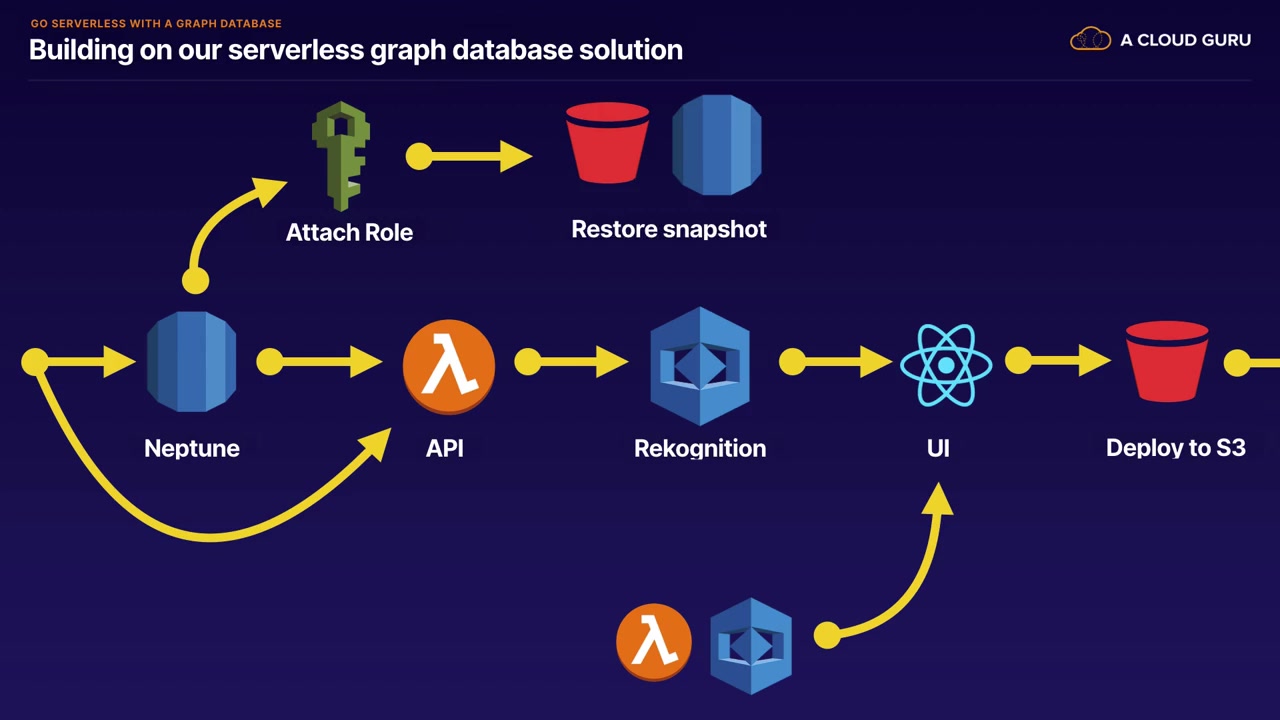 GO SERVERLESS WITH A GRAPH DATABASE
Building on our serverless graph database solution
A CLOUD GURU
Attach Role
Restore snapshot
Neptune
API
Rekognition
UI
Deploy to S3